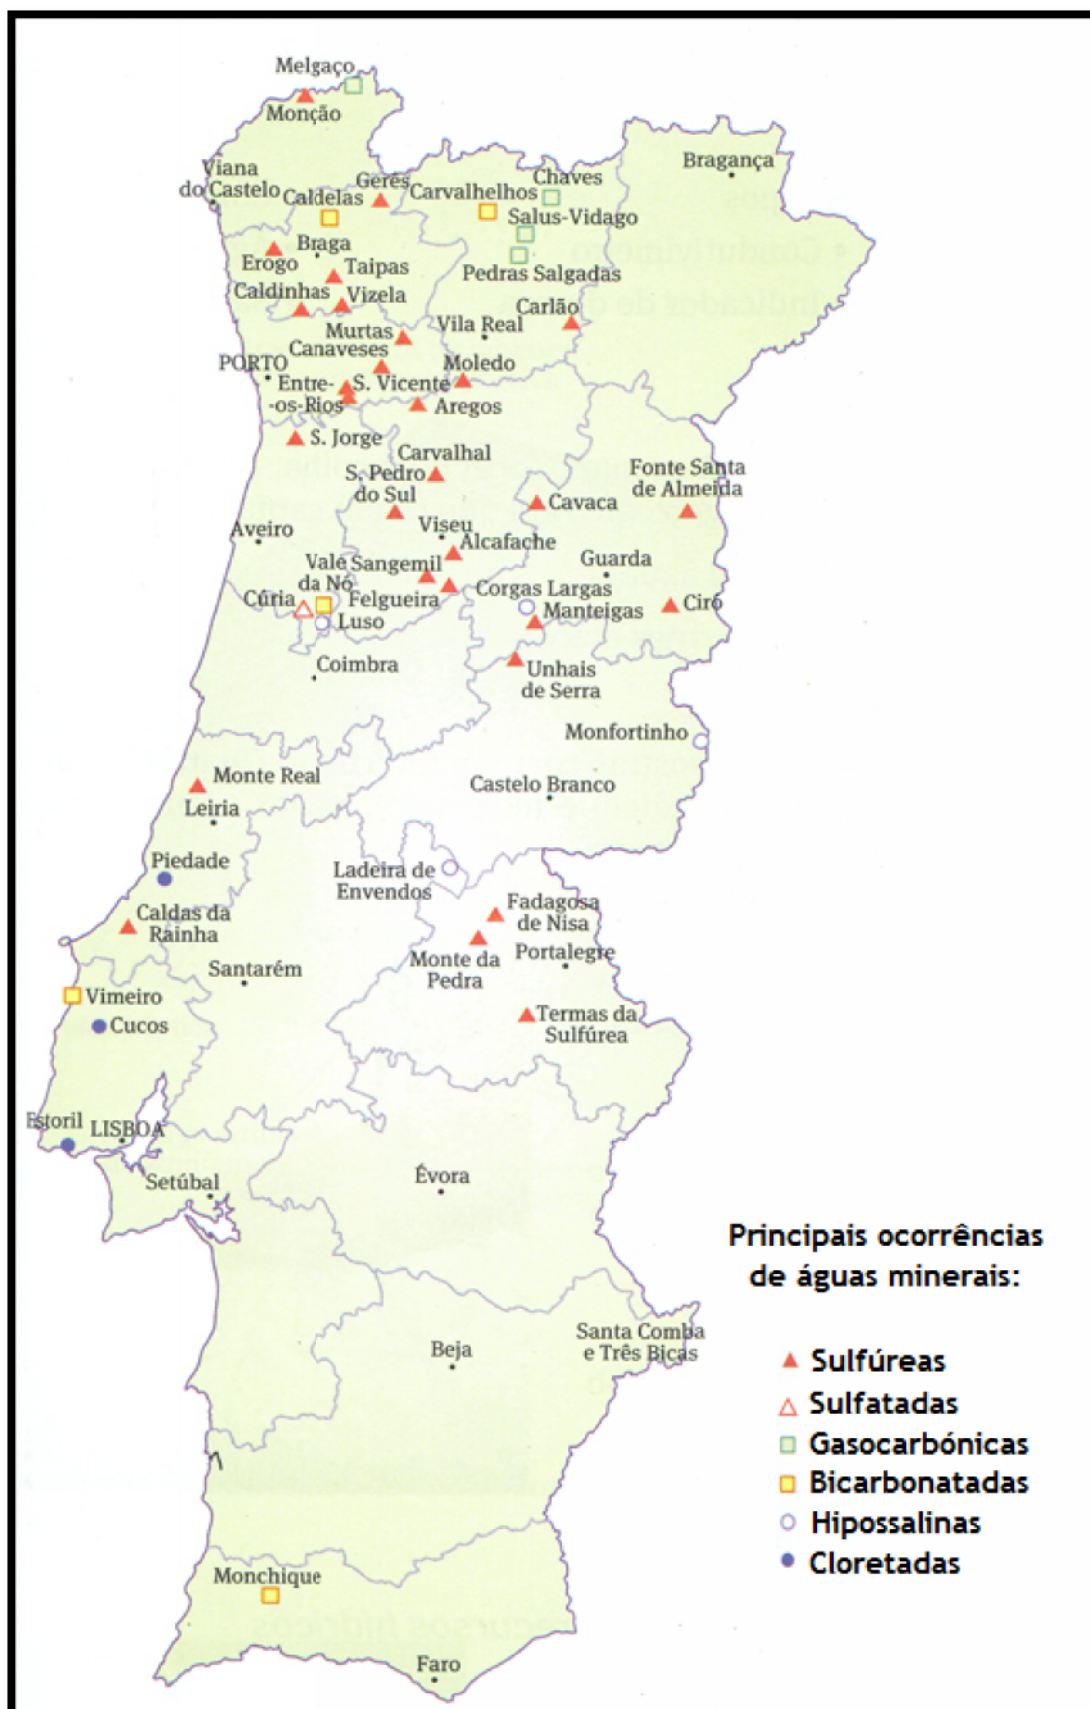 Melgaço
Monção
Viana
do Castelo
Gerês
Caldelas
Carvalhelhos
Chaves
Bragança
Salus-Vidago
Braga
Erogo
Taipas
Pedras Salgadas
Caldinhas
Vizela
Carlão
Murtas
Vila Real
Canaveses
PORTO
Moledo
Entre-
-os-Rios
S. Vicente
Aregos
S. Jorge
Carvalhal
S. Pedro
do Sul
Fonte Santa
de Almeida
Cavaca
Aveiro
Viseu
Alcafache
Guarda
Vale
da Nó
Sangemil
Cúria
Felgueira
Corgas Largas
Manteigas
Ciró
Luso
Coimbra
Unhais
de Serra
Monfortinho
Monte Real
Castelo Branco
Leiria
Piedade
Ladeira de
Envendos
Fadagosa
de Nisa
Caldas da
Rainha
Monte da
Pedra
Portalegre
Santarém
Vimeiro
Cucos
Termas da
Sulfúrea
Estoril
LISBOA
Setúbal
Évora
Principais ocorrências
de águas minerais:
Santa Comba
e Três Bicas
Beja
Sulfúreas
Sulfatadas
Gasocarbónicas
Bicarbonatadas
Hipossalinas
Cloretadas
Monchique
Faro